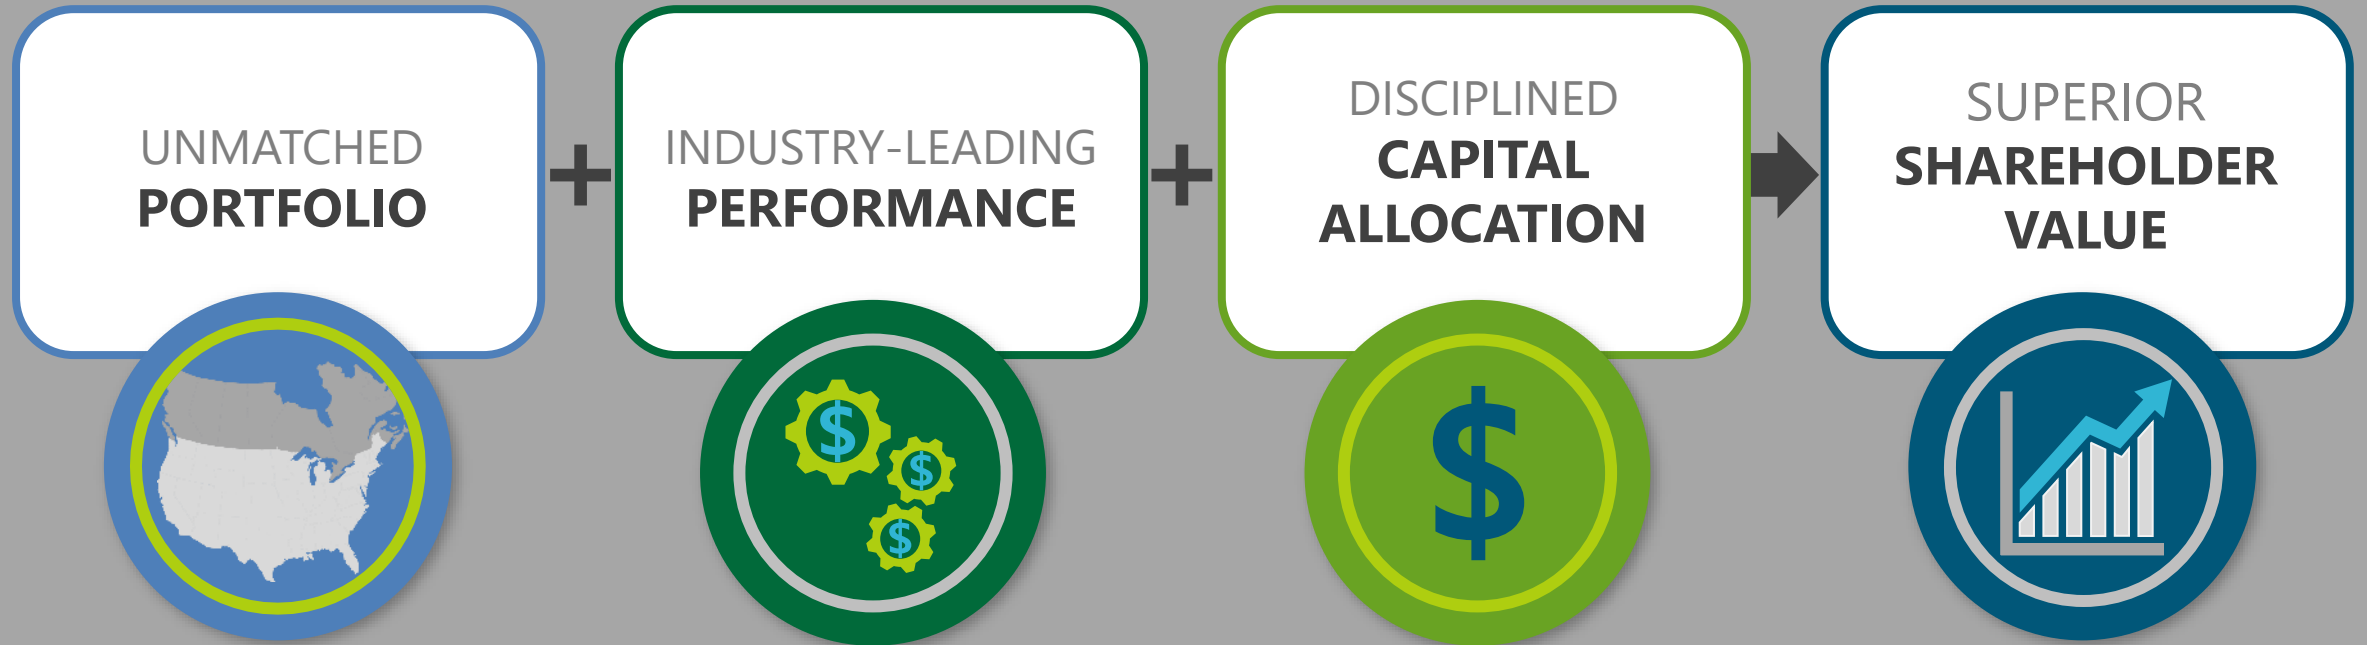 UNMATCHED
PORTFOLIO
+
INDUSTRY-LEADING
PERFORMANCE
+
DISCIPLINED
CAPITAL
ALLOCATION
SUPERIOR
SHAREHOLDER
VALUE
$
$
$
$